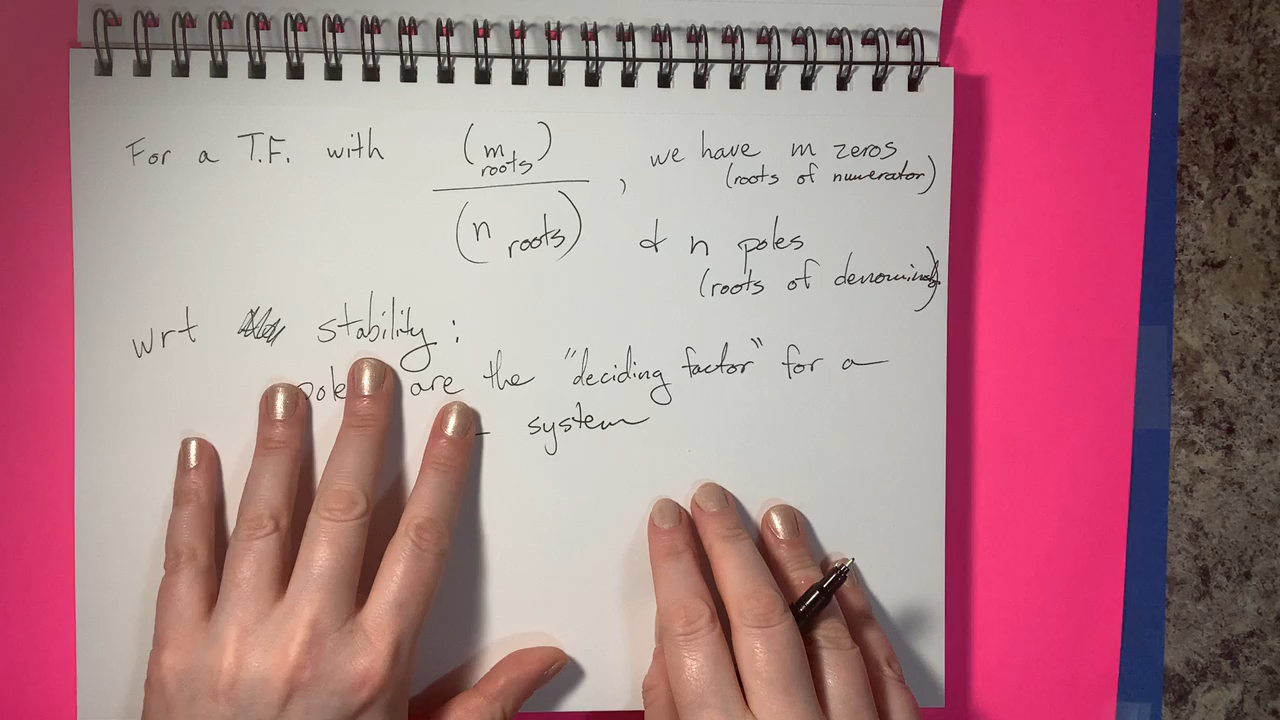 For a T.F. with (m roots) / (n roots) , we have m zeros
(roots of numerator)
& n poles
(roots of denominator)
wrt stability :
pole are the "deciding factor" for a
- system